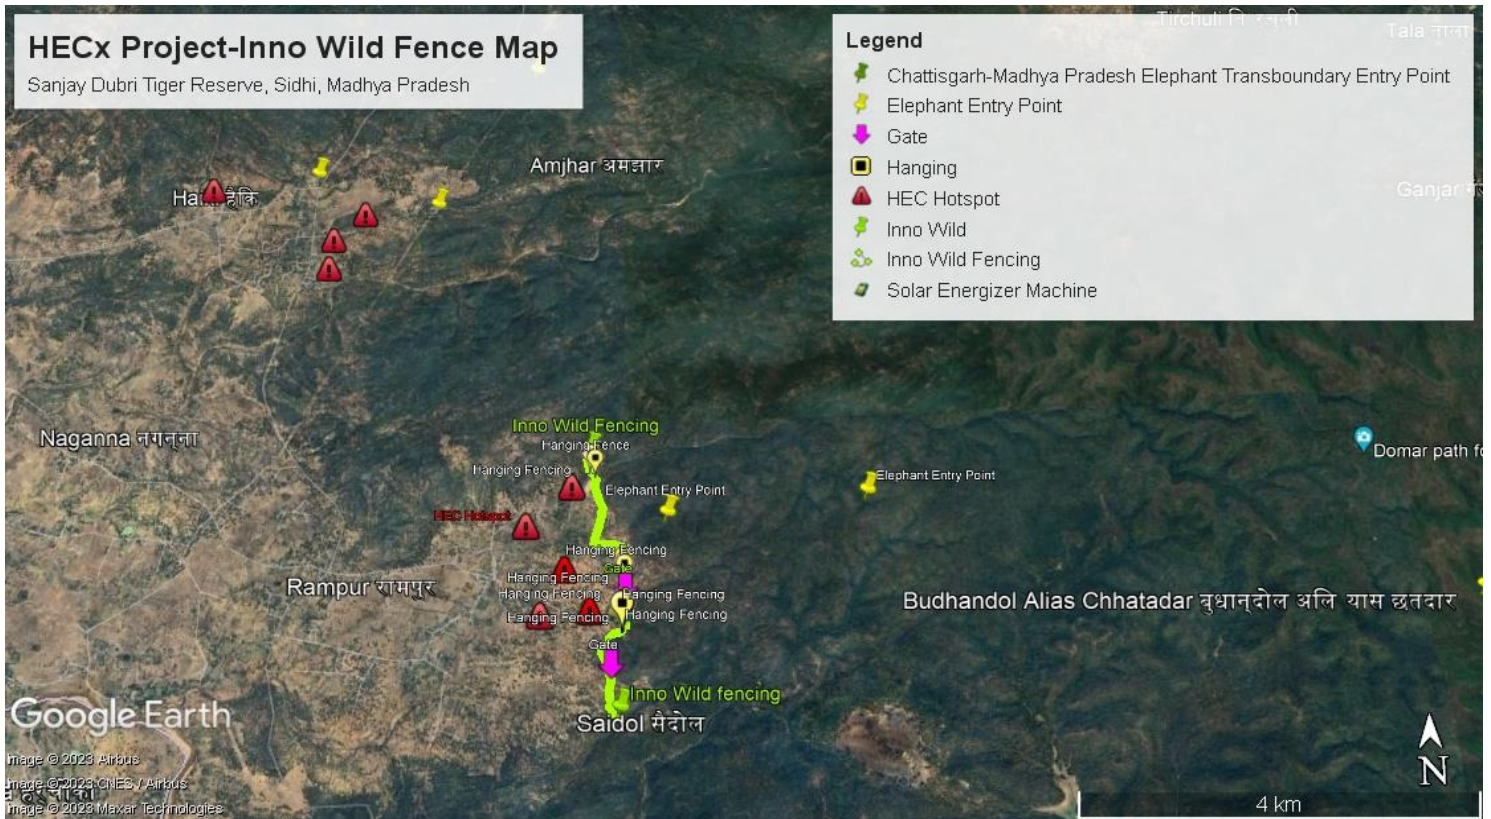 HECx Project-Inno Wild Fence Map
Sanjay Dubri Tiger Reserve, Sidhi, Madhya Pradesh
Tirchuli
Tala नाला
Legend
Chattisgarh-Madhya Pradesh Elephant Transboundary Entry Point
Elephant Entry Point
Gate
Hanging
HEC Hotspot
Inno Wild
Inno Wild Fencing
Solar Energizer Machine
Amjhar अमझार
Ganjar
हैकि
Naganna नगन्ना
Inno Wild Fencing
Hanging Fence
Hanging Fencing
Domar path
Elephant Entry Point
Elephant Entry Point
HEC Hotspot
Hanging Fencing
Gate
Hanging Fencing
Rampur रामपुर
Hanging Fencing
Hanging Fencing
Budhandol Alias Chhatadar बुधान्दोल अलि यास छतदार
Hanging Fencing
Hanging Fencing
Gate
Inno Wild fencing
Saidol सैदोल
Google Earth
Image © 2023 Airbus
Image © 2023 CNES / Airbus
Image © 2023 Maxar Technologies
N
4 km